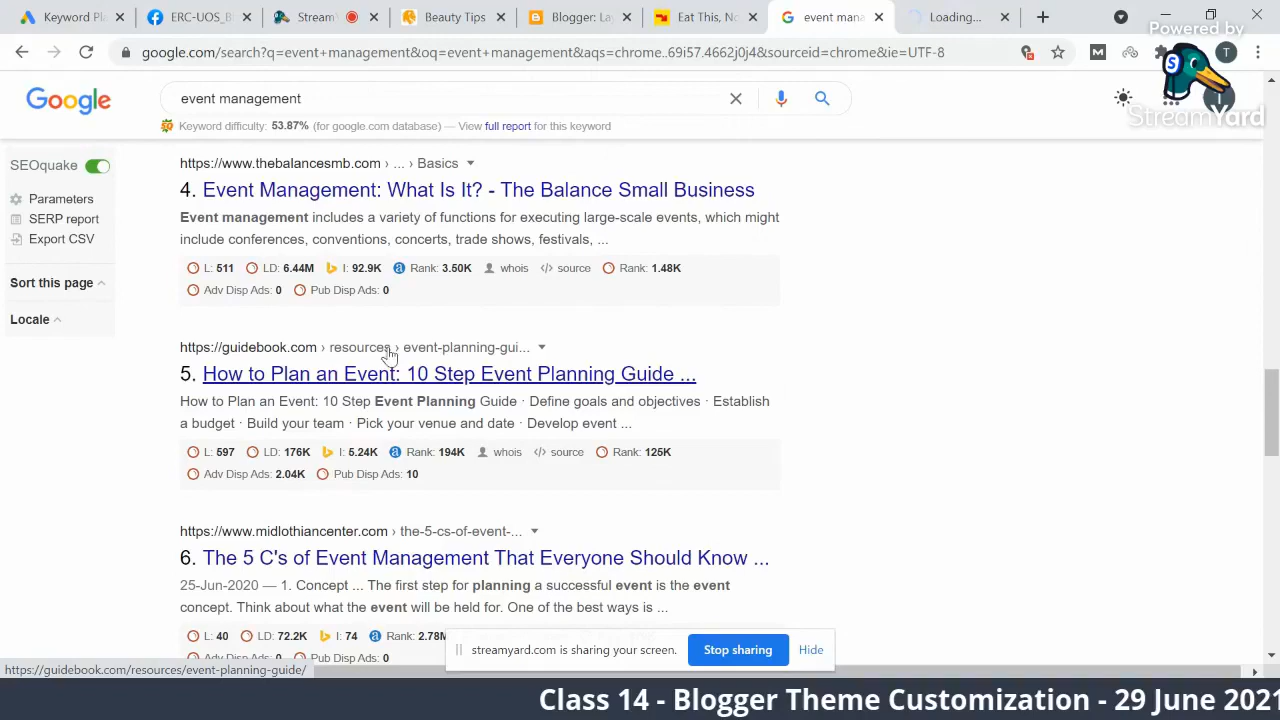 Keyword Pla
ERC-UOS_B
StreamY
Beauty Tips
Blogger: La
Eat This, No
event mana
Loading...
google.com/search?q=event+management&oq=event+management&aqs=chrome..69i57.4662j0j4&sourceid=chrome&ie=UTF-8
T
Powered by
StreamYard
Google
event management
Keyword difficulty: 53.87% (for google.com database) — View full report for this keyword
SEOquake
Parameters
SERP report
Export CSV
Sort this page
Locale
https://www.thebalancesmb.com › ... › Basics
4. Event Management: What Is It? - The Balance Small Business
Event management includes a variety of functions for executing large-scale events, which might
include conferences, conventions, concerts, trade shows, festivals, ...
L: 511 LD: 6.44M I: 92.9K Rank: 3.50K whois source Rank: 1.48K
Adv Disp Ads: 0 Pub Disp Ads: 0
https://guidebook.com › resources › event-planning-gui...
5. How to Plan an Event: 10 Step Event Planning Guide ...
How to Plan an Event: 10 Step Event Planning Guide · Define goals and objectives · Establish
a budget · Build your team · Pick your venue and date · Develop event ...
L: 597 LD: 176K I: 5.24K Rank: 194K whois source Rank: 125K
Adv Disp Ads: 2.04K Pub Disp Ads: 10
https://www.midlothiancenter.com › the-5-cs-of-event-...
6. The 5 C's of Event Management That Everyone Should Know ...
25-Jun-2020 — 1. Concept ... The first step for planning a successful event is the event
concept. Think about what the event will be held for. One of the best ways is ...
L: 40 LD: 72.2K I: 74 Rank: 2.78M
Adv Disp Ads: 0 Pub Disp Ads: 0
streamyard.com is sharing your screen.
Stop sharing
Hide
https://guidebook.com/resources/event-planning-guide/
Class 14 - Blogger Theme Customization - 29 June 2021